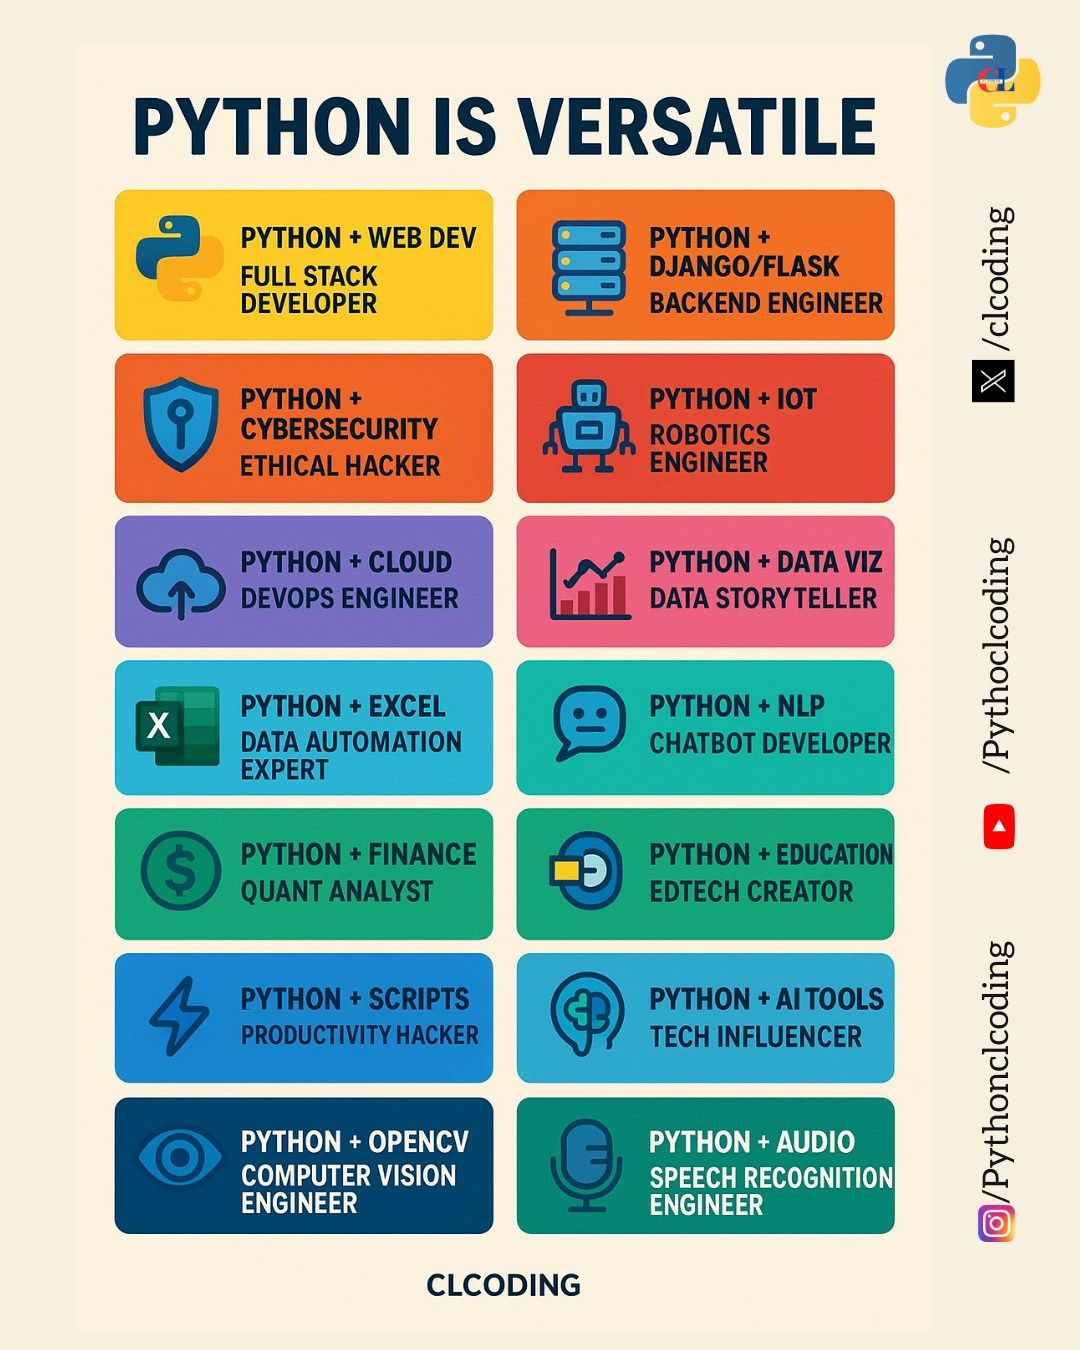 PYTHON IS VERSATILE
PYTHON + WEB DEV
FULL STACK
DEVELOPER
PYTHON +
DJANGO/FLASK
BACKEND ENGINEER
PYTHON +
CYBERSECURITY
ETHICAL HACKER
PYTHON + IOT
ROBOTICS
ENGINEER
PYTHON + CLOUD
DEVOPS ENGINEER
PYTHON + DATA VIZ
DATA STORYTELLER
X
PYTHON + EXCEL
DATA AUTOMATION
EXPERT
PYTHON + NLP
CHATBOT DEVELOPER
$
PYTHON + FINANCE
QUANT ANALYST
PYTHON + EDUCATION
EDTECH CREATOR
PYTHON + SCRIPTS
PRODUCTIVITY HACKER
PYTHON + AI TOOLS
TECH INFLUENCER
PYTHON + OPENCV
COMPUTER VISION
ENGINEER
PYTHON + AUDIO
SPEECH RECOGNITION
ENGINEER
CLCODING
CL
/clcoding
/Pythoclcoding
/Pythonclcoding